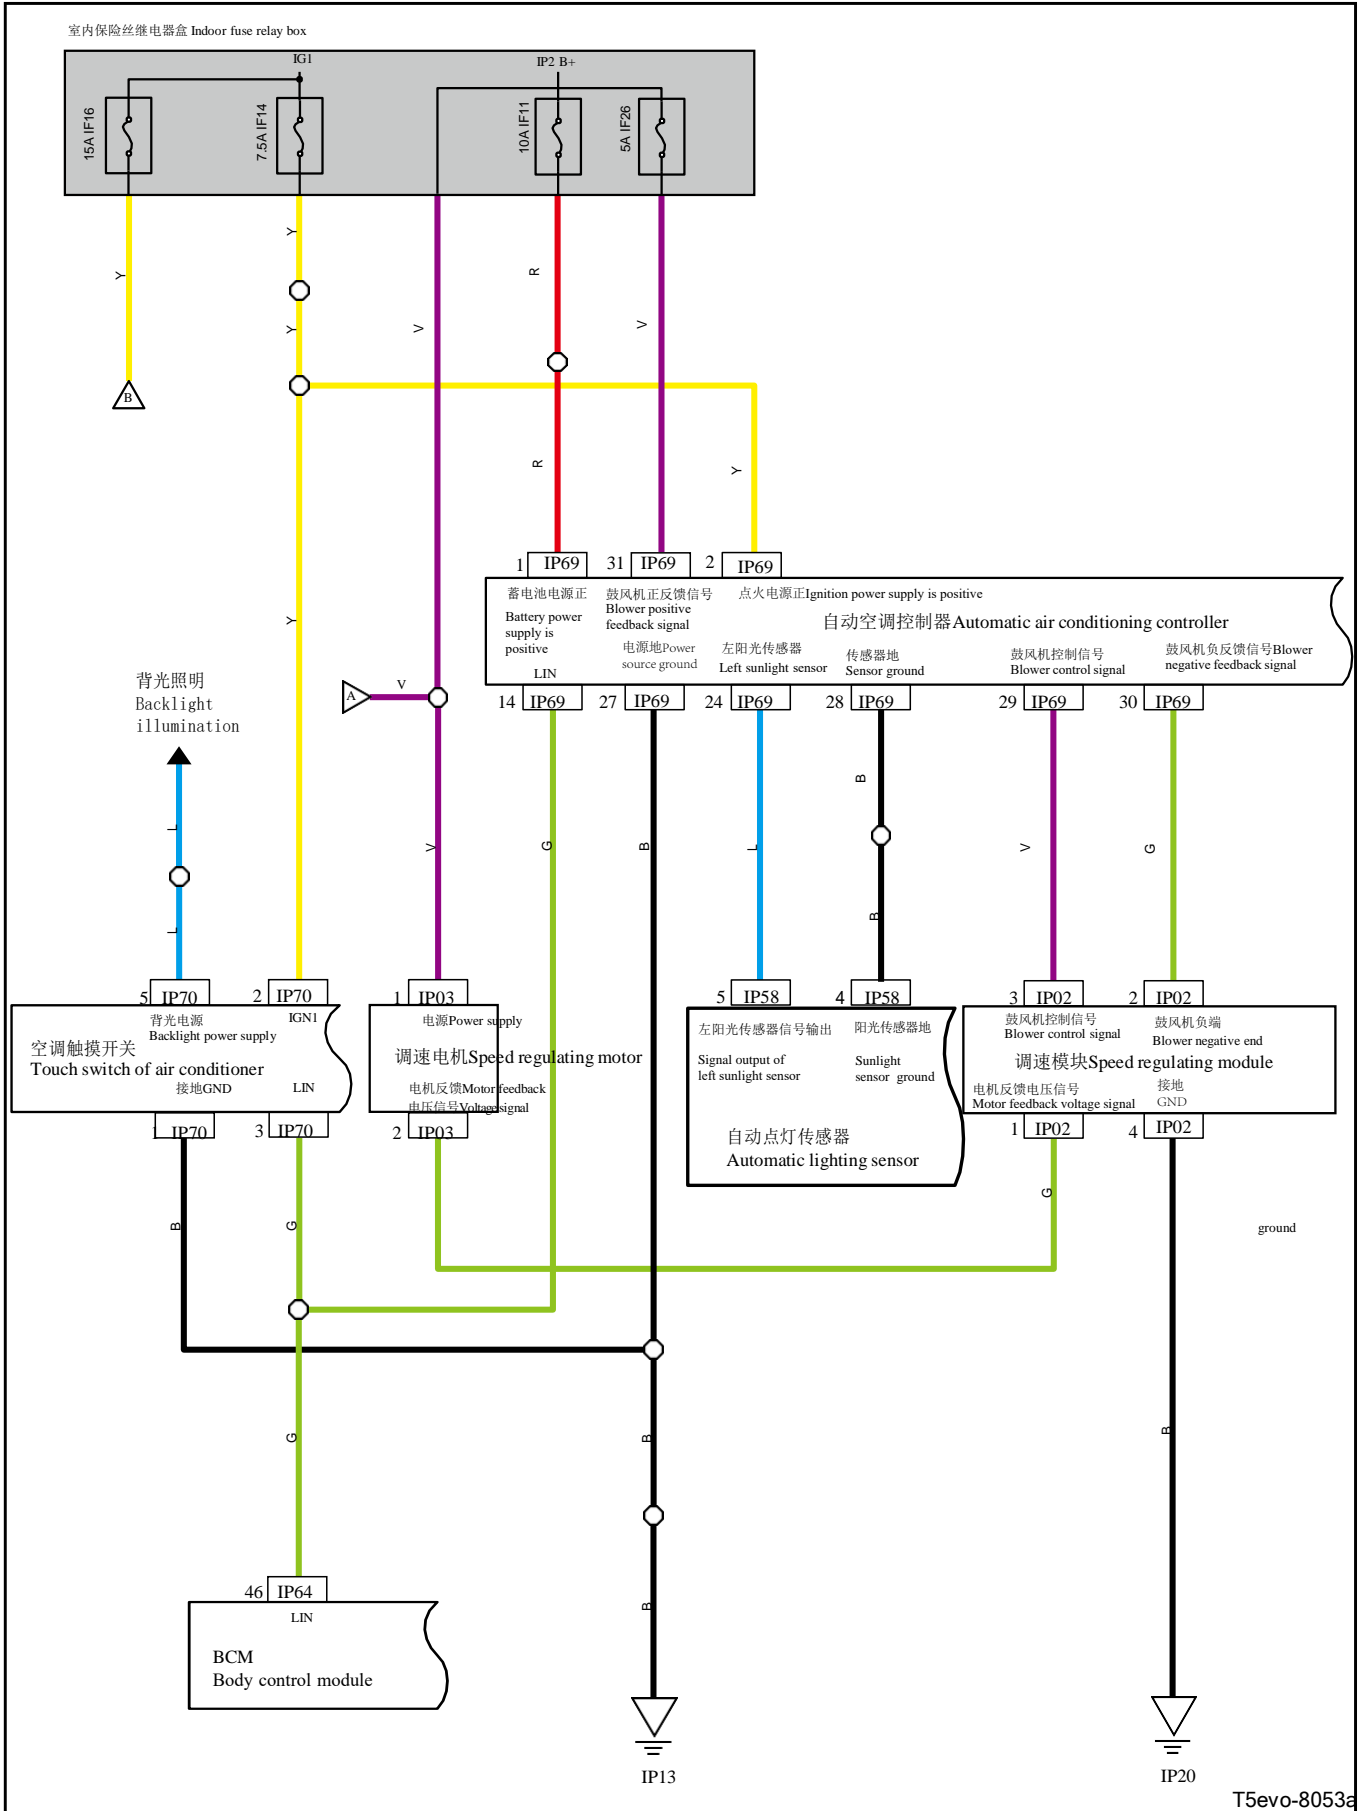 室内保险丝继电器盒 Indoor fuse relay box
IG1
IP2 B+
15A IF16
7.5A IF14
10A IF11
5A IF26
Y
Y
R
Y
V
V
B
R
Y
1 IP69
31 IP69
2 IP69
蓄电池电源正
Battery power
supply is
positive
鼓风机正反馈信号
Blower positive
feedback signal
点火电源正Ignition power supply is positive
自动空调控制器Automatic air conditioning controller
电源地Power
source ground
左阳光传感器
Left sunlight sensor
传感器地
Sensor ground
鼓风机控制信号
Blower control signal
鼓风机负反馈信号Blower
negative feedback signal
LIN
14 IP69
27 IP69
24 IP69
28 IP69
29 IP69
30 IP69
Y
背光照明
Backlight
illumination
A
V
L
V
G
B
L
B
V
G
L
B
5 IP70
2 IP70
1 IP03
5 IP58
4 IP58
3 IP02
2 IP02
背光电源
Backlight power supply
IGN1
空调触摸开关
Touch switch of air conditioner
接地GND
LIN
电源Power supply
调速电机Speed regulating motor
电机反馈Motor feedback
电压信号Voltage signal
左阳光传感器信号输出
Signal output of
left sunlight sensor
阳光传感器地
Sunlight
sensor ground
自动点灯传感器
Automatic lighting sensor
鼓风机控制信号
Blower control signal
鼓风机负端
Blower negative end
调速模块Speed regulating module
电机反馈电压信号
Motor feedback voltage signal
接地
GND
1 IP70
3 IP70
2 IP03
1 IP02
4 IP02
B
G
G
ground
G
B
B
B
46 IP64
LIN
BCM
Body control module
IP13
IP20
T5evo-8053a